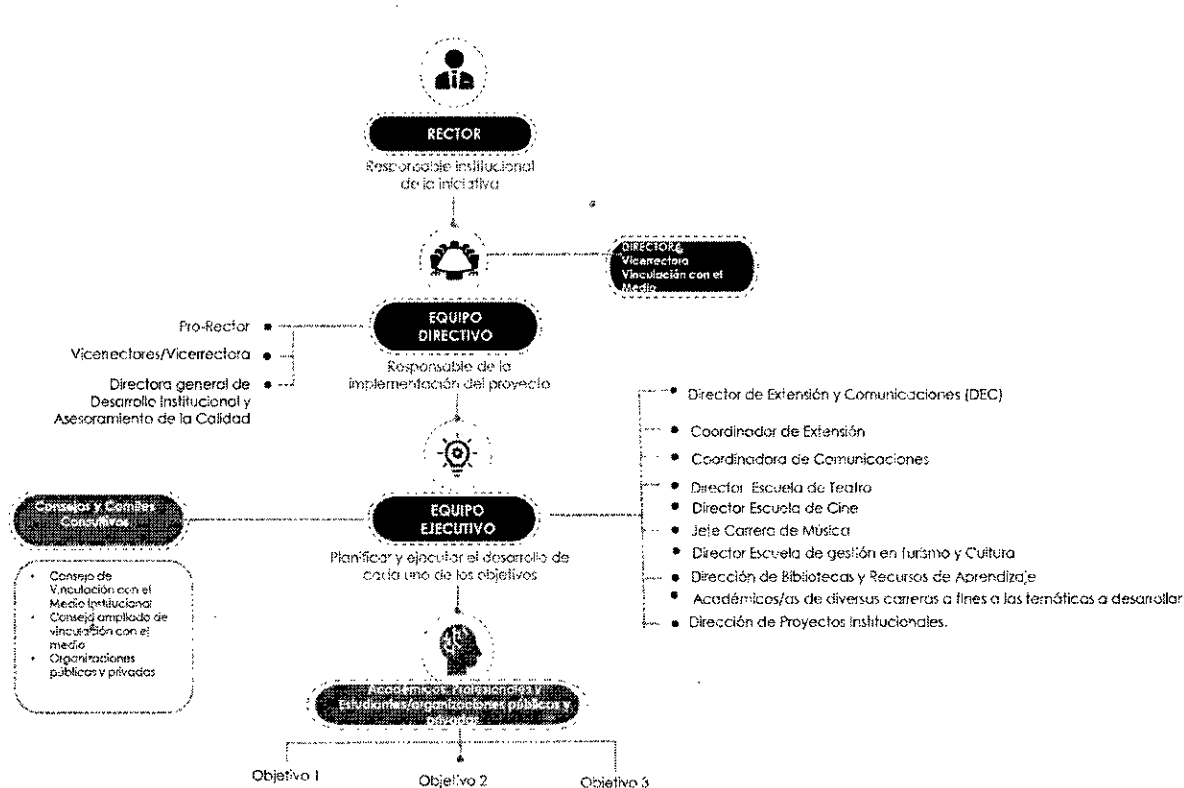 RECTOR
Responsable institucional
de la iniciativa
DIRECTORA
Vicerrectora
Vinculación con el
Medio
EQUIPO
DIRECTIVO
Responsable de la
implementación del proyecto
Pro-Rector
Vicerrectores/Vicerrectora
Directora general de
Desarrollo Institucional y
Asesoramiento de la Calidad
EQUIPO
EJECUTIVO
Planificar y ejecutar el desarrollo de
cada uno de los objetivos
Director de Extensión y Comunicaciones (DEC)
Coordinador de Extensión
Coordinadora de Comunicaciones
Director Escuela de Teatro
Director Escuela de Cine
Jefe Carrera de Música
Director Escuela de gestión en turismo y Cultura
Dirección de Bibliotecas y Recursos de Aprendizaje
Académicos/as de diversas carreras a fines a las temáticas a desarrollar
Dirección de Proyectos Institucionales.
Consejos y Comités
Consultivos
Consejo de
Vinculación con el
Medio Institucional
Consejo ampliado de
vinculación con el
medio
Organizaciones
públicas y privadas
Académicos, Profesionales y
Estudiantes/organizaciones públicas y
privadas
Objetivo 1
Objetivo 2
Objetivo 3